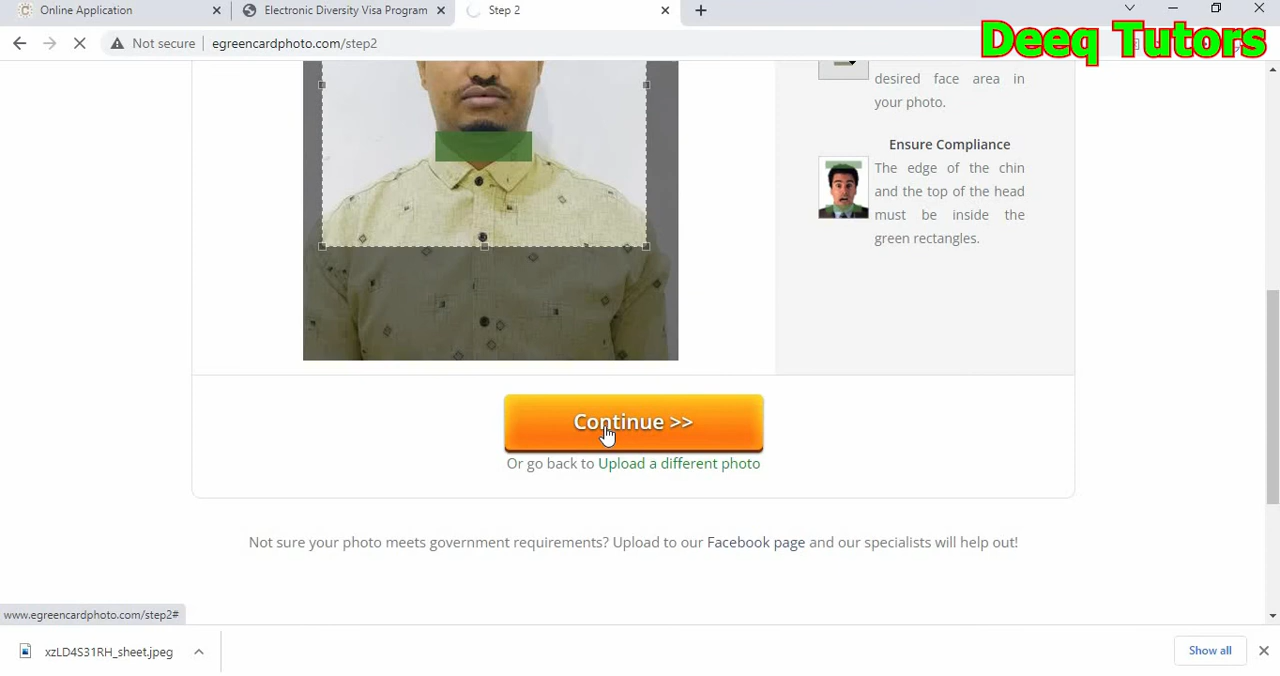 Online Application
Electronic Diversity Visa Program
Step 2
Deeq Tutors
Not secure
egreencardphoto.com/step2
desired face area in
your photo.
Ensure Compliance
The edge of the chin
and the top of the head
must be inside the
green rectangles.
Continue >>
Or go back to Upload a different photo
Not sure your photo meets government requirements? Upload to our Facebook page and our specialists will help out!
www.egreencardphoto.com/step2#
xzLD4S31RH_sheet.jpeg
Show all